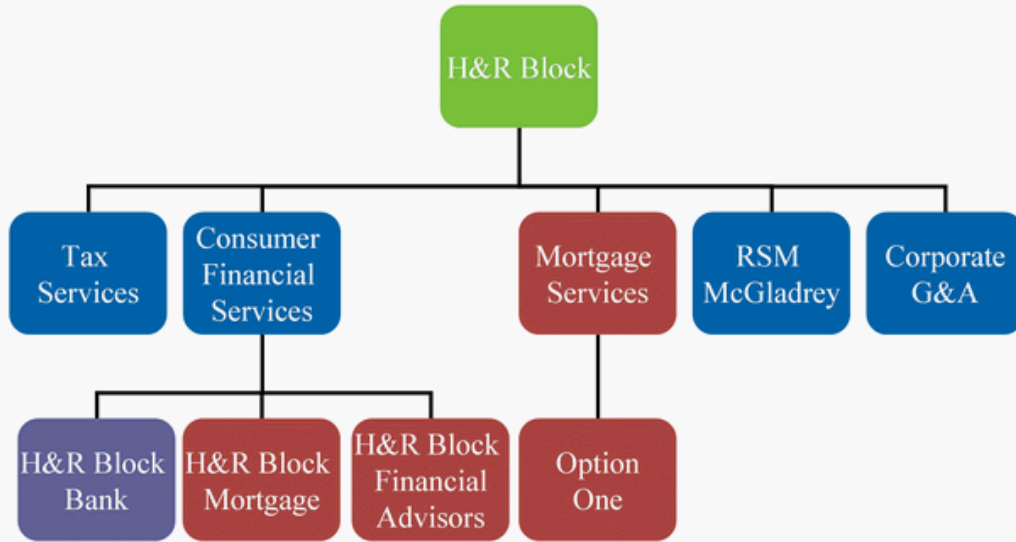 H&R Block
Tax
Services
Consumer
Financial
Services
Mortgage
Services
RSM
McGladrey
Corporate
G&A
H&R Block
Bank
H&R Block
Mortgage
H&R Block
Financial
Advisors
Option
One